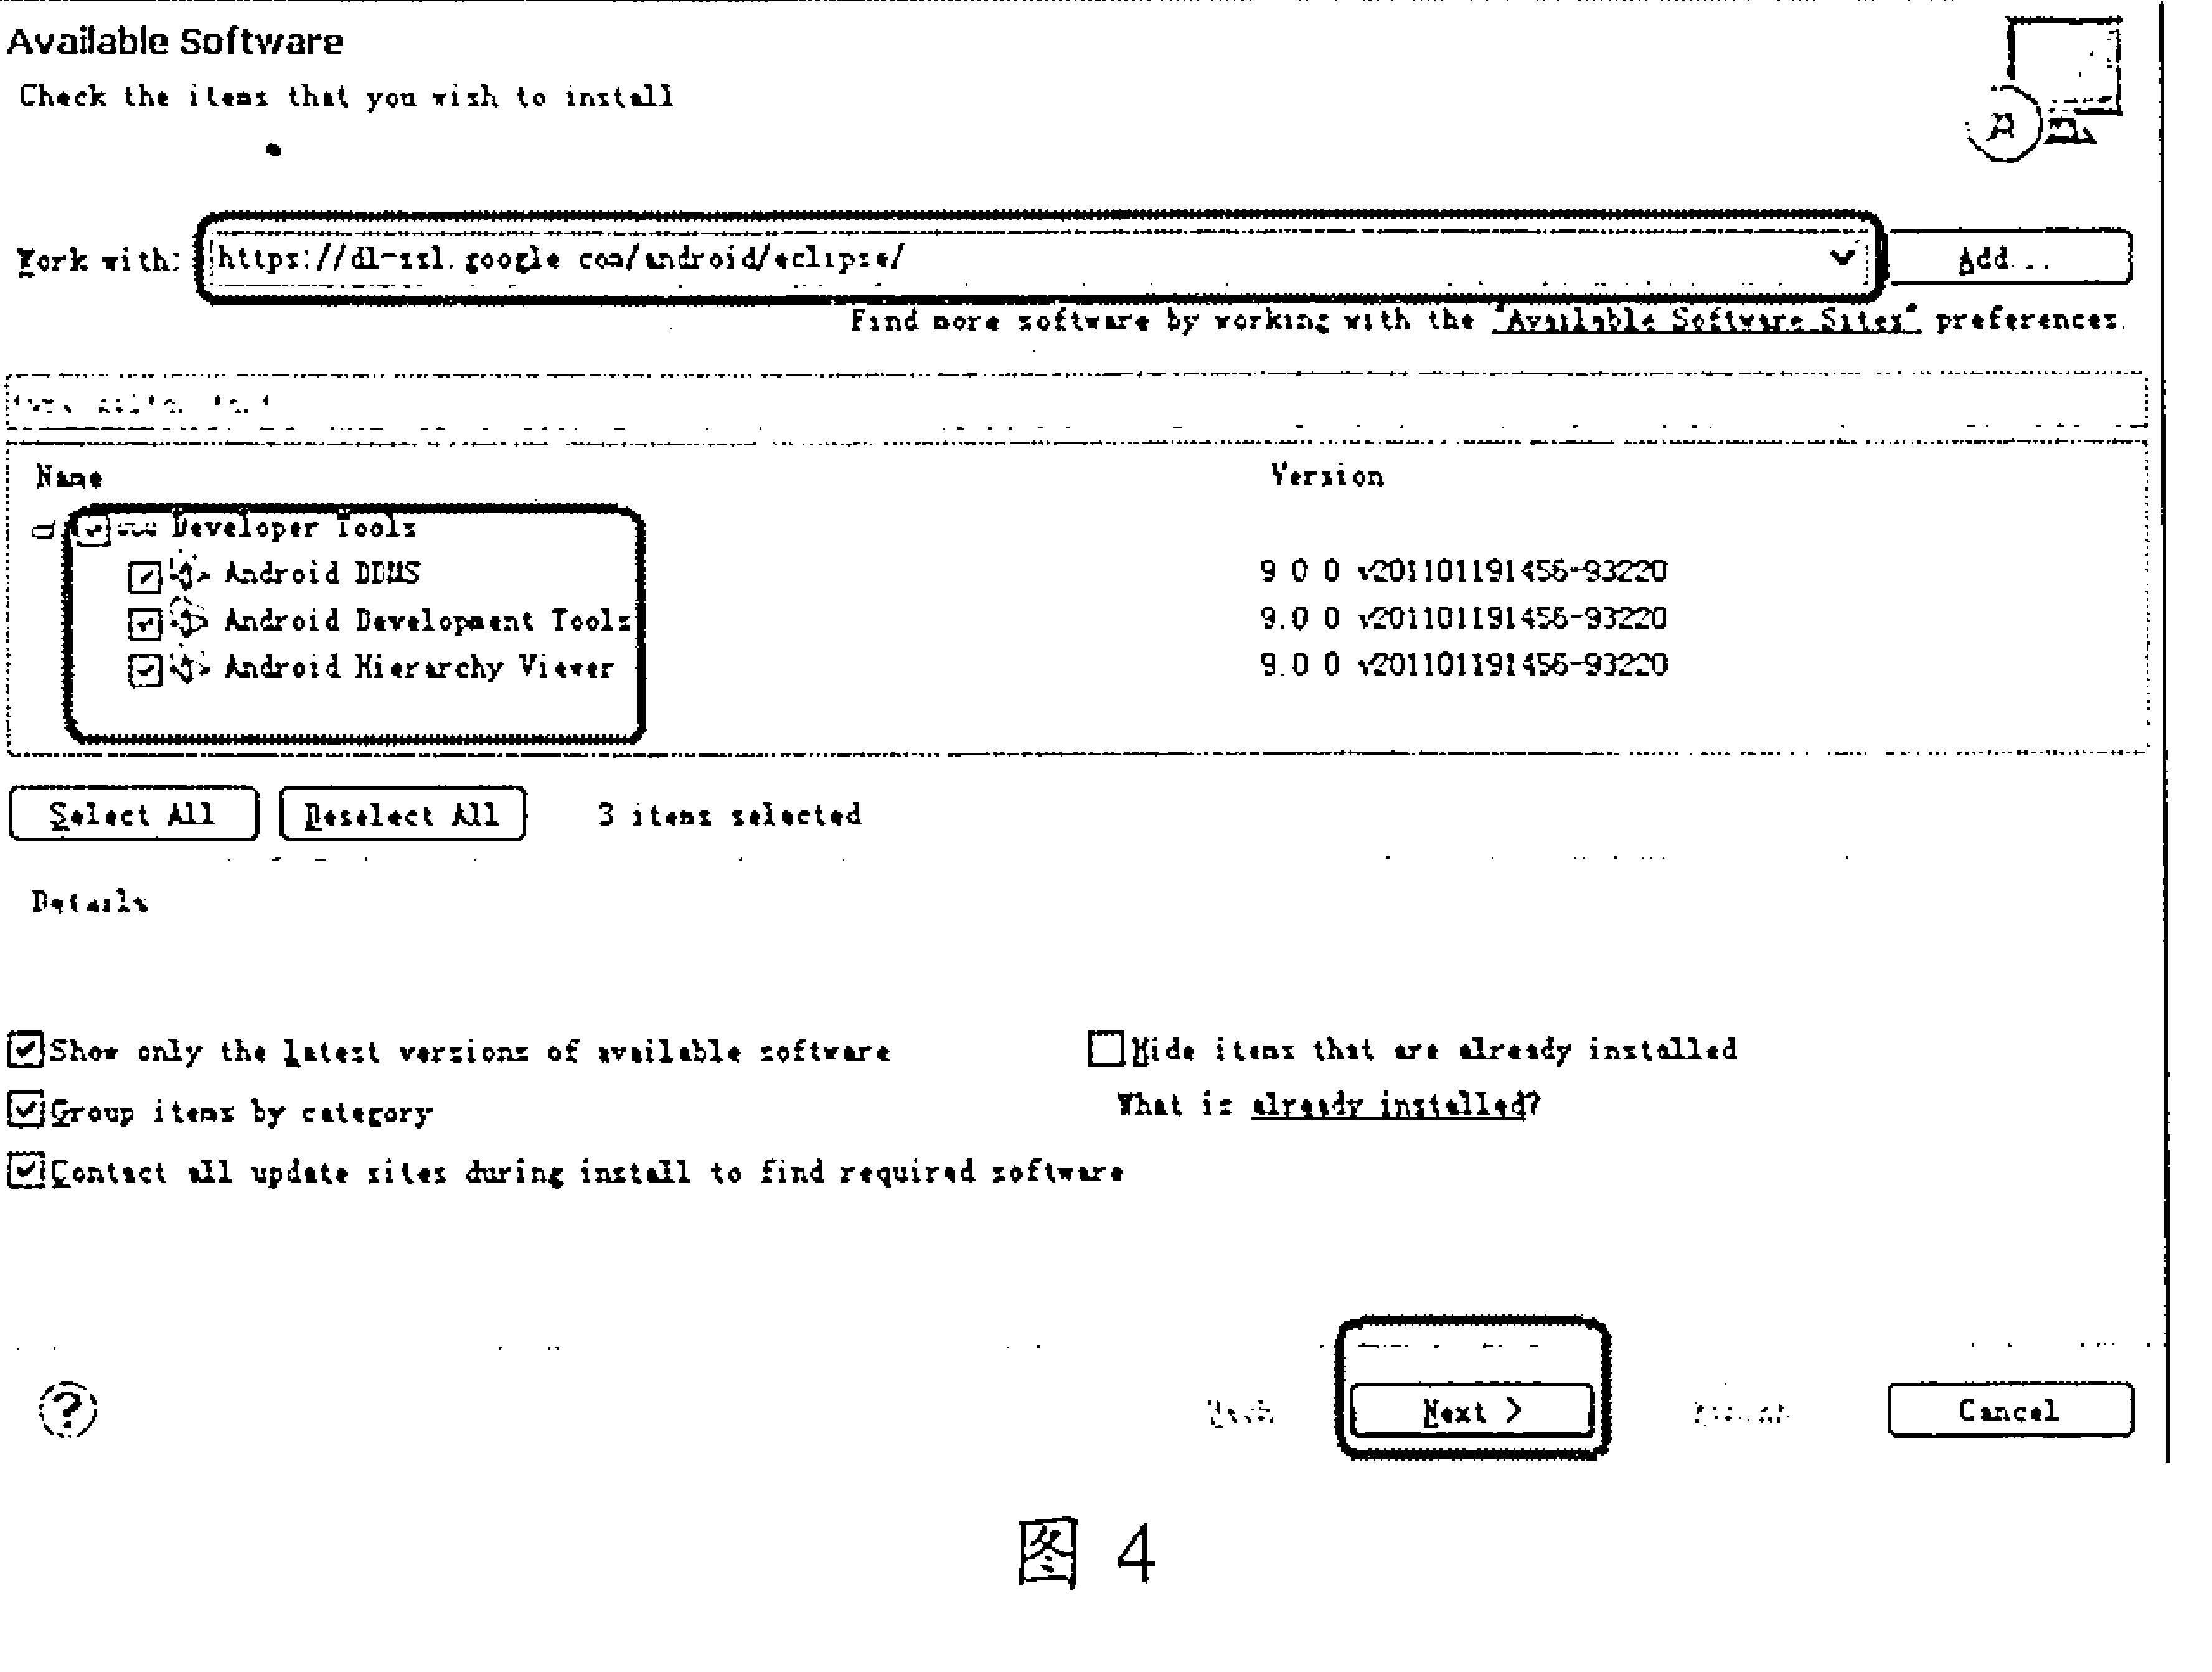 Available Software
Check the items that you wish to install
Work with: https://dl-ssl.google.com/android/eclipse/ Add...
Find more software by working with the "Available Software Sites" preferences.
type filter text
Name Version
Developer Tools
Android DDMS 9.0.0.v201101191456-93220
Android Development Tools 9.0.0.v201101191456-93220
Android Hierarchy Viewer 9.0.0.v201101191456-93220
Select All Deselect All 3 items selected
Details
Show only the latest versions of available software Hide items that are already installed
Group items by category What is already installed?
Contact all update sites during install to find required software
? Next > Cancel
图 4